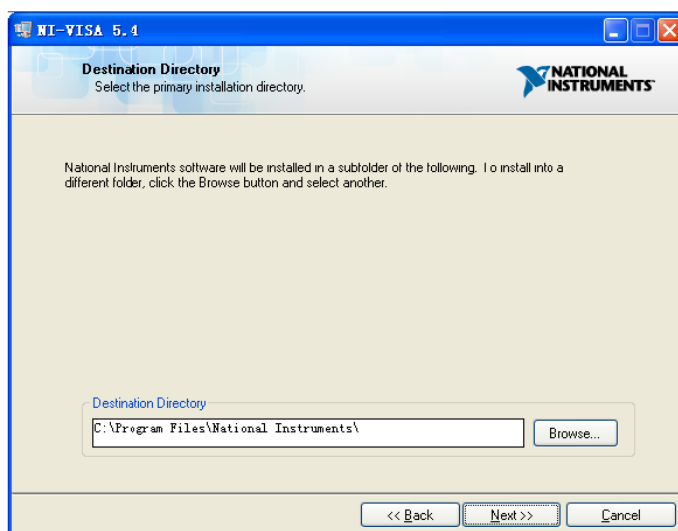 NI-VISA 5.4
Destination Directory
Select the primary installation directory.
NATIONAL
INSTRUMENTS™
National Instruments software will be installed in a subfolder of the following. To install into a
different folder, click the Browse button and select another.
Destination Directory
C:\Program Files\National Instruments\
Browse...
<< Back
Next >>
Cancel